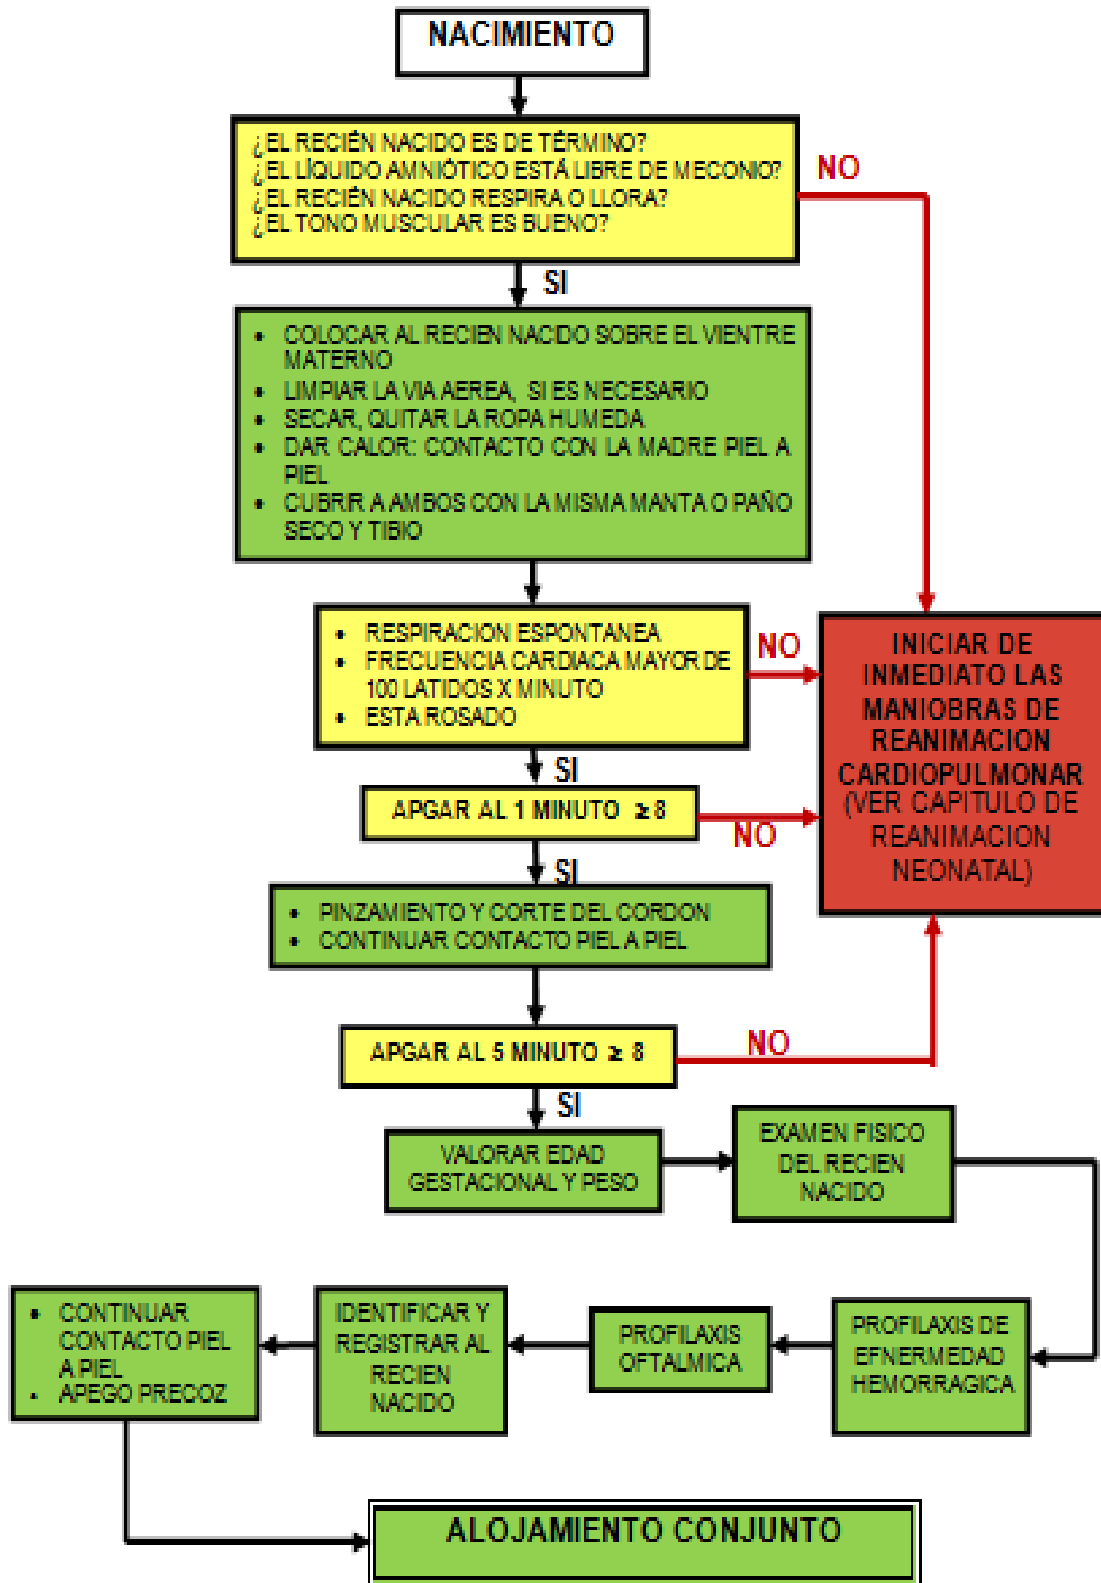 NACIMIENTO
¿EL RECIÉN NACIDO ES DE TÉRMINO?
¿EL LÍQUIDO AMNIÓTICO ESTÁ LIBRE DE MECONIO?
¿EL RECIÉN NACIDO RESPIRA O LLORA?
¿EL TONO MUSCULAR ES BUENO?
NO
SI
• COLOCAR AL RECIEN NACIDO SOBRE EL VIENTRE
MATERNO
• LIMPIAR LA VIA AEREA, SI ES NECESARIO
• SECAR, QUITAR LA ROPA HUMEDA
• DAR CALOR: CONTACTO CON LA MADRE PIEL A
PIEL
• CUBRIR A AMBOS CON LA MISMA MANTA O PAÑO
SECO Y TIBIO
• RESPIRACION ESPONTANEA
• FRECUENCIA CARDIACA MAYOR DE
100 LATIDOS X MINUTO
• ESTA ROSADO
NO
INICIAR DE
INMEDIATO LAS
MANIOBRAS DE
REANIMACION
CARDIOPULMONAR
(VER CAPITULO DE
REANIMACION
NEONATAL)
SI
APGAR AL 1 MINUTO ≥ 8
NO
SI
• PINZAMIENTO Y CORTE DEL CORDON
• CONTINUAR CONTACTO PIEL A PIEL
APGAR AL 5 MINUTO ≥ 8
NO
SI
VALORAR EDAD
GESTACIONAL Y PESO
EXAMEN FISICO
DEL RECIEN
NACIDO
PROFILAXIS DE
EFNERMEDAD
HEMORRAGICA
PROFILAXIS
OFTALMICA
IDENTIFICAR Y
REGISTRAR AL
RECIEN
NACIDO
• CONTINUAR
CONTACTO PIEL
A PIEL
• APEGO PRECOZ
ALOJAMIENTO CONJUNTO